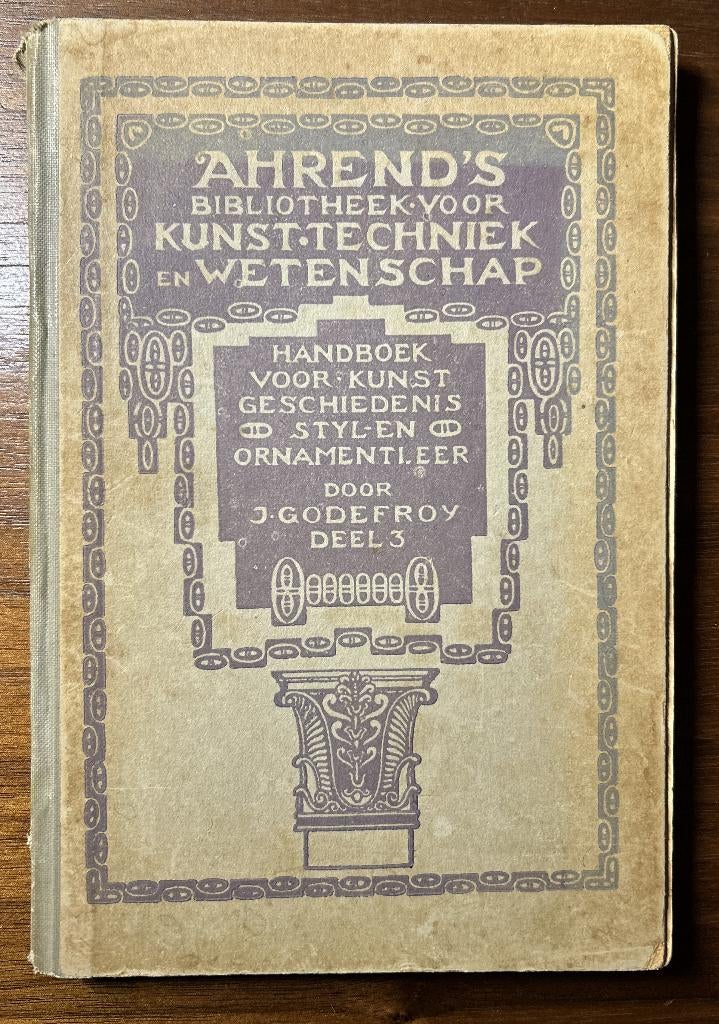 AHREND'S
BIBLIOTHEEK·VOOR
KUNST·TECHNIEK
EN WETENSCHAP
HANDBOEK
VOOR·KUNST
GESCHIEDENIS
STYL-EN
ORNAMENTLEER
DOOR
J·GODEFROY
DEEL 3